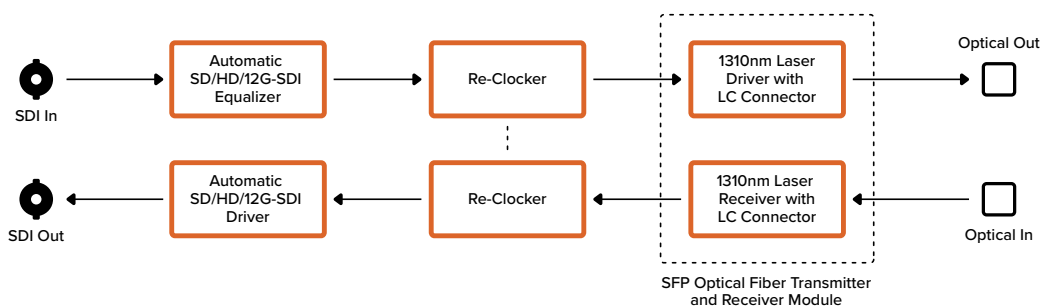 SDI In
Automatic
SD/HD/12G-SDI
Equalizer
Re-Clocker
1310nm Laser
Driver with
LC Connector
Optical Out
SDI Out
Automatic
SD/HD/12G-SDI
Driver
Re-Clocker
1310nm Laser
Receiver with
LC Connector
Optical In
SFP Optical Fiber Transmitter
and Receiver Module